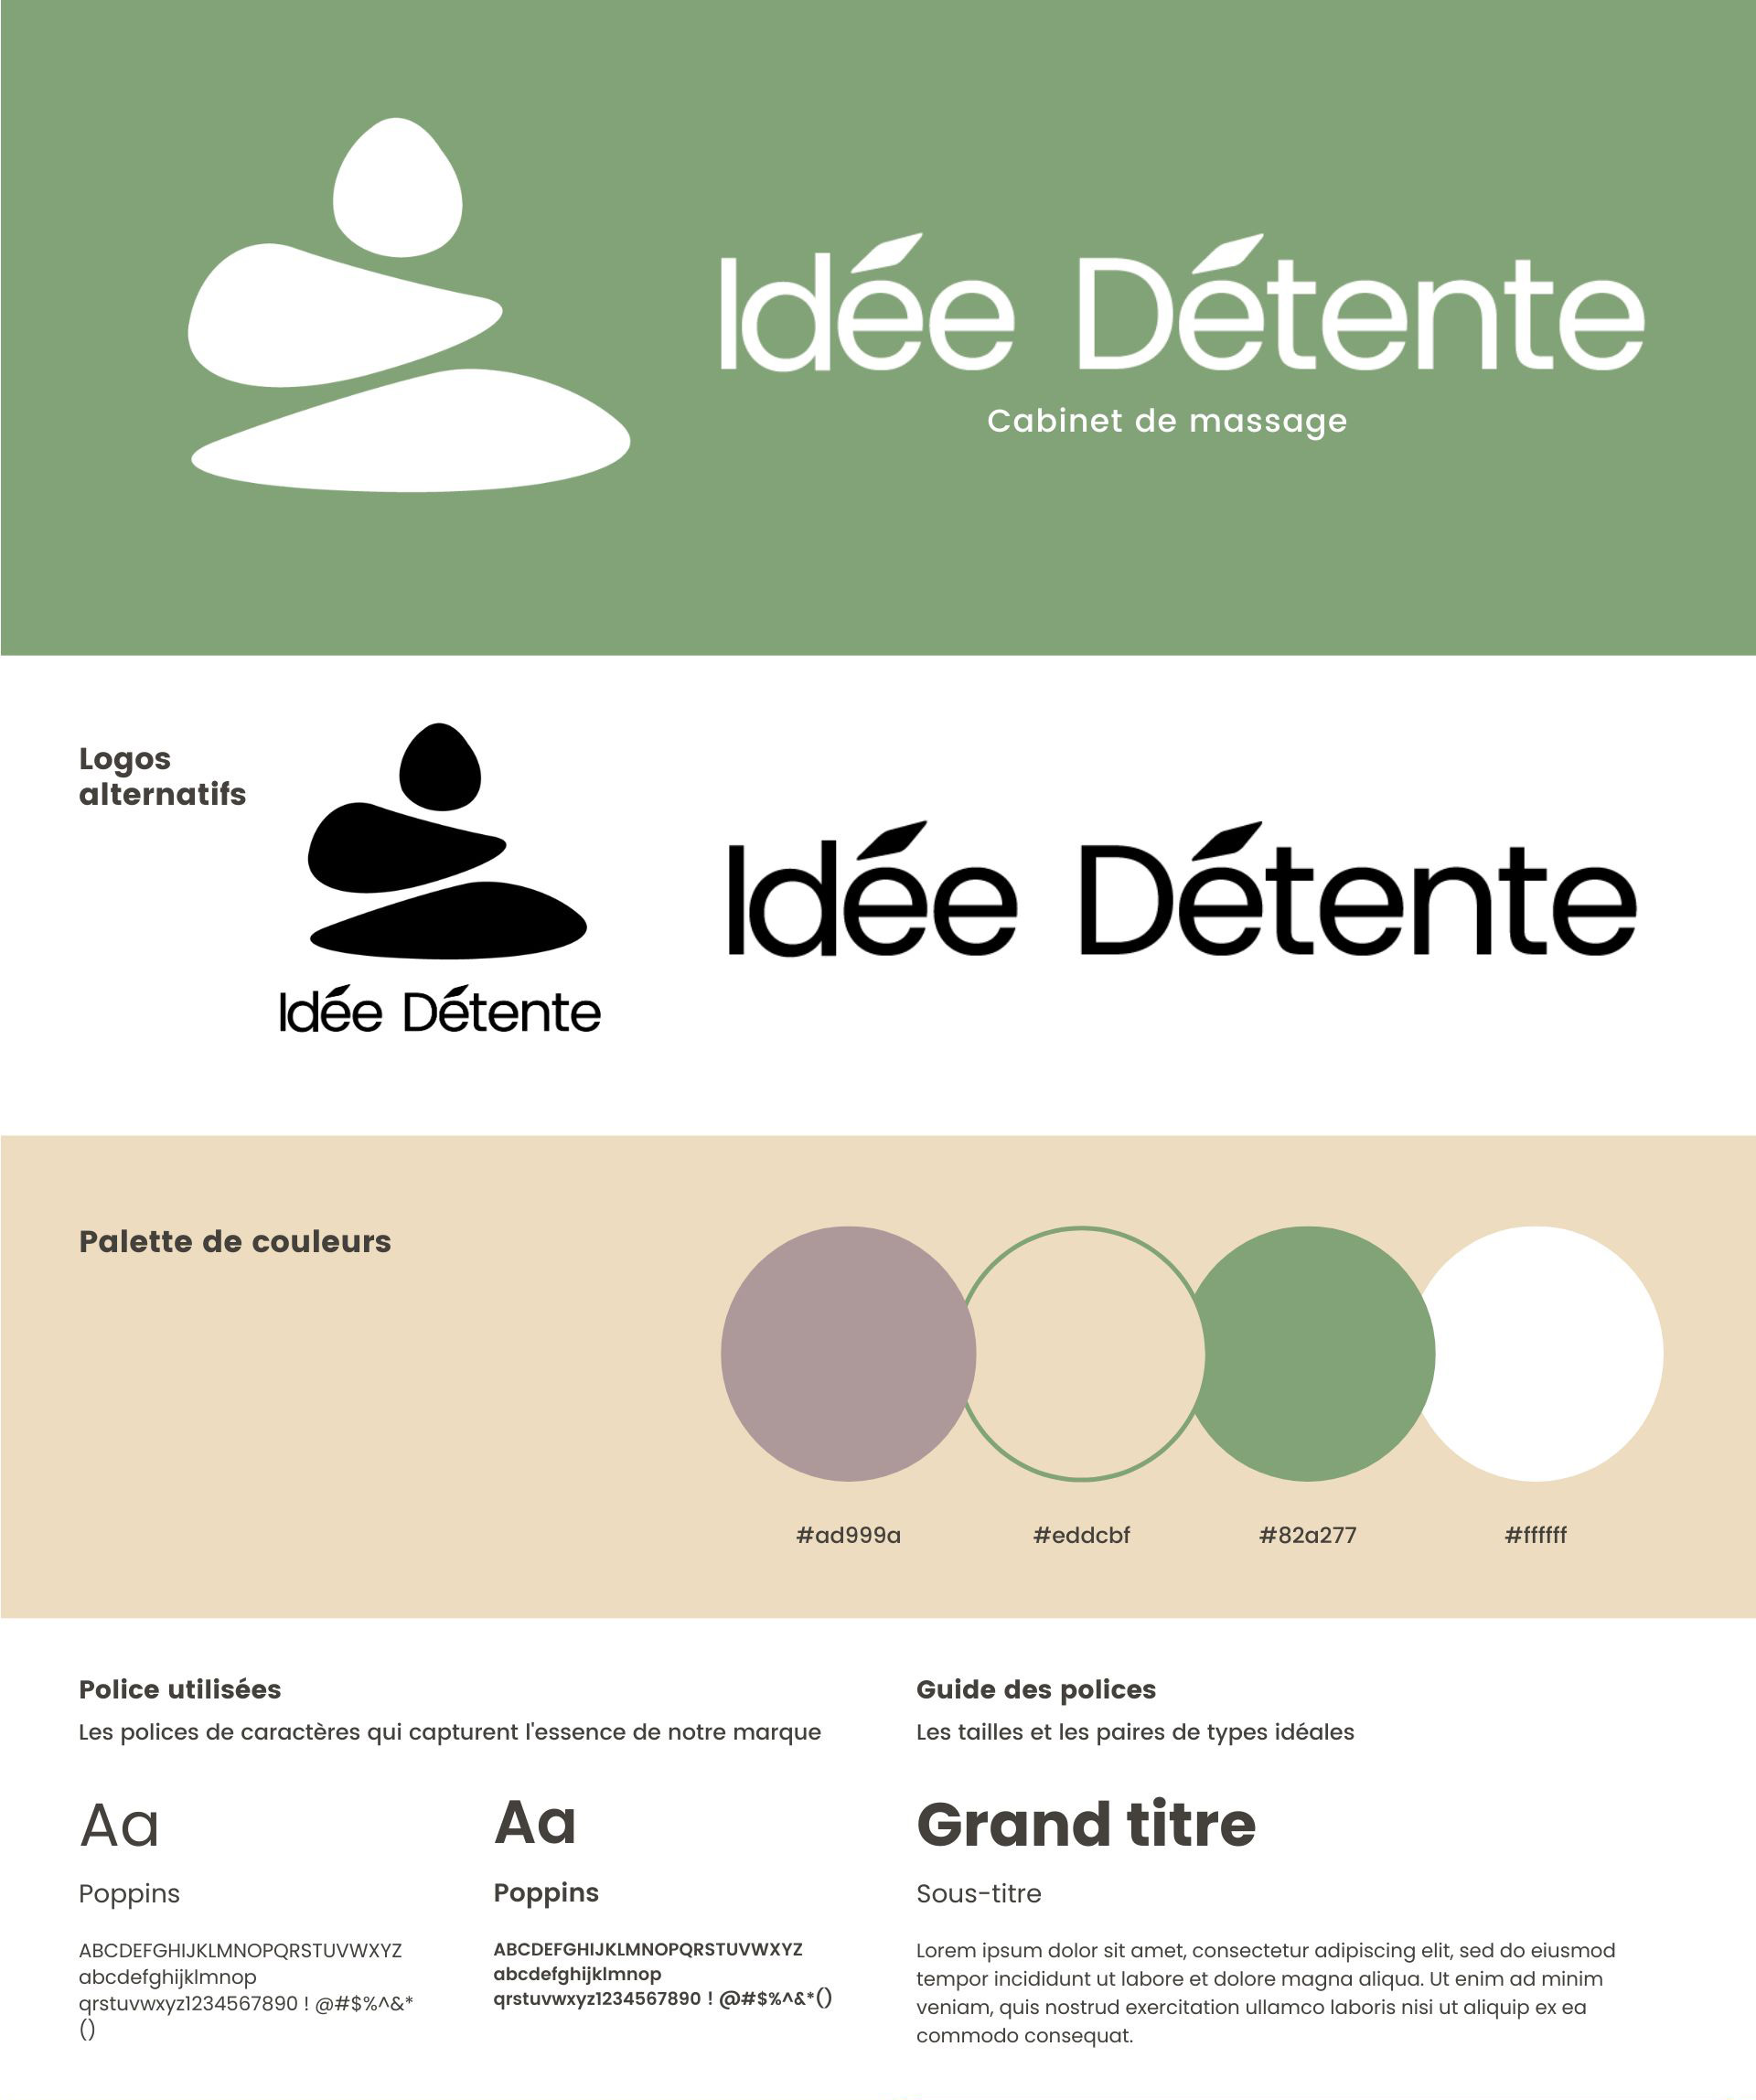 Idée Détente
Cabinet de massage
Logos
alternatifs
Idée Détente
Idée Détente
Palette de couleurs
#ad999a
#eddcbf
#82a277
#ffffff
Police utilisées
Les polices de caractères qui capturent l'essence de notre marque
Aa
Poppins
ABCDEFGHIJKLMNOPQRSTUVWXYZ
abcdefghijklmnop
qrstuvwxyz1234567890 ! @#$%^&*
()
Aa
Poppins
ABCDEFGHIJKLMNOPQRSTUVWXYZ
abcdefghijklmnop
qrstuvwxyz1234567890 ! @#$%^&*()
Guide des polices
Les tailles et les paires de types idéales
Grand titre
Sous-titre
Lorem ipsum dolor sit amet, consectetur adipiscing elit, sed do eiusmod
tempor incididunt ut labore et dolore magna aliqua. Ut enim ad minim
veniam, quis nostrud exercitation ullamco laboris nisi ut aliquip ex ea
commodo consequat.